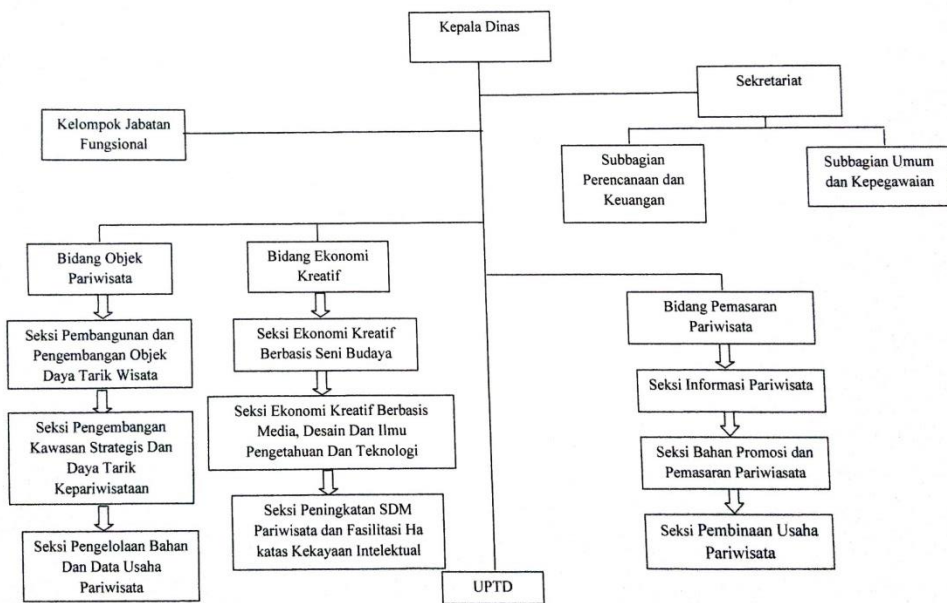 Kepala Dinas
Sekretariat
Kelompok Jabatan
Fungsional
Subbagian
Perencanaan dan
Keuangan
Subbagian Umum
dan Kepegawaian
Bidang Objek
Pariwisata
Seksi Pembangunan dan
Pengembangan Objek
Daya Tarik Wisata
Seksi Pengembangan
Kawasan Strategis Dan
Daya Tarik
Kepariwisataan
Seksi Pengelolaan Bahan
Dan Data Usaha
Pariwisata
Bidang Ekonomi
Kreatif
Seksi Ekonomi Kreatif
Berbasis Seni Budaya
Seksi Ekonomi Kreatif Berbasis
Media, Desain Dan Ilmu
Pengetahuan Dan Teknologi
Seksi Peningkatan SDM
Pariwisata dan Fasilitasi Ha
katas Kekayaan Intelektual
Bidang Pemasaran
Pariwisata
Seksi Informasi Pariwisata
Seksi Bahan Promosi dan
Pemasaran Pariwiasata
Seksi Pembinaan Usaha
Pariwisata
UPTD